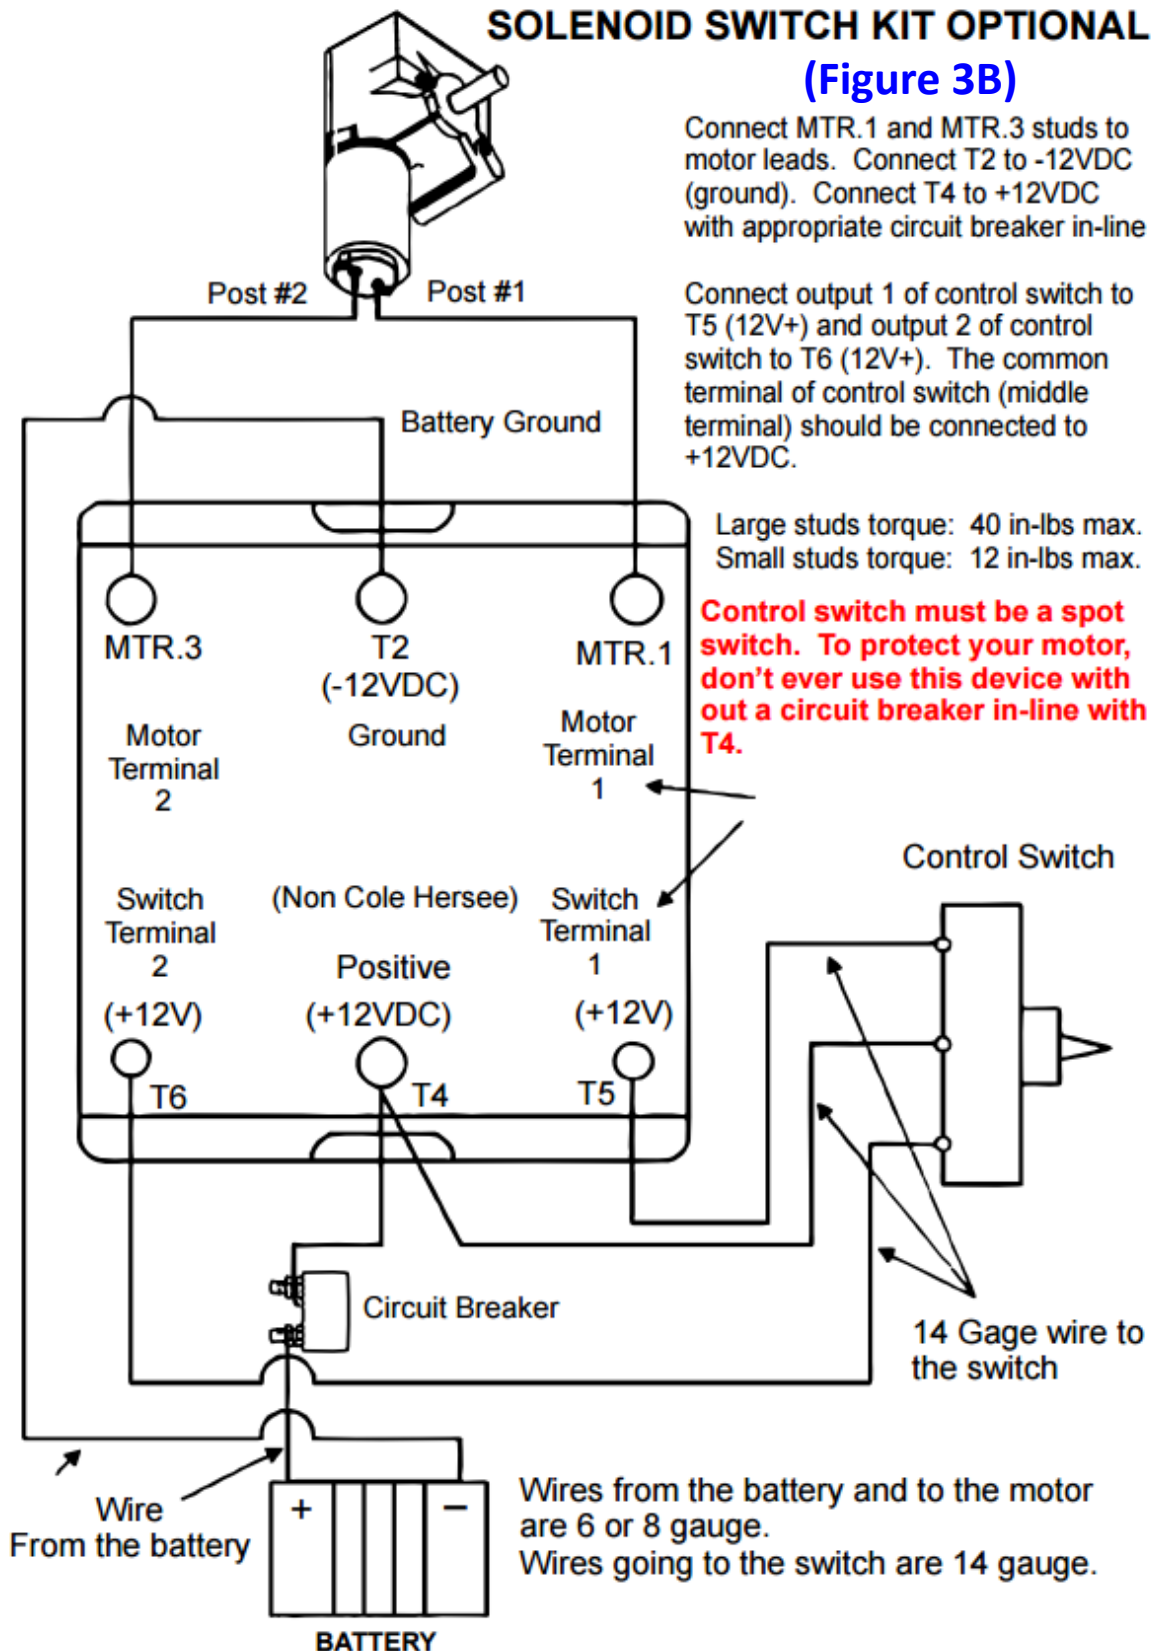 SOLENOID SWITCH KIT OPTIONAL
(Figure 3B)
Connect MTR.1 and MTR.3 studs to
motor leads. Connect T2 to -12VDC
(ground). Connect T4 to +12VDC
with appropriate circuit breaker in-line
Connect output 1 of control switch to
T5 (12V+) and output 2 of control
switch to T6 (12V+). The common
terminal of control switch (middle
terminal) should be connected to
+12VDC.
Large studs torque: 40 in-lbs max.
Small studs torque: 12 in-lbs max.
Control switch must be a spot
switch. To protect your motor,
don't ever use this device with
out a circuit breaker in-line with
T4.
Post #2
Post #1
Battery Ground
MTR.3
T2
(-12VDC)
MTR.1
Motor
Terminal
2
Ground
Motor
Terminal
1
Switch
Terminal
2
(+12V)
(Non Cole Hersee)
Positive
(+12VDC)
Switch
Terminal
1
(+12V)
T6
T4
T5
Control Switch
Circuit Breaker
14 Gage wire to
the switch
Wire
From the battery
+
−
BATTERY
Wires from the battery and to the motor
are 6 or 8 gauge.
Wires going to the switch are 14 gauge.